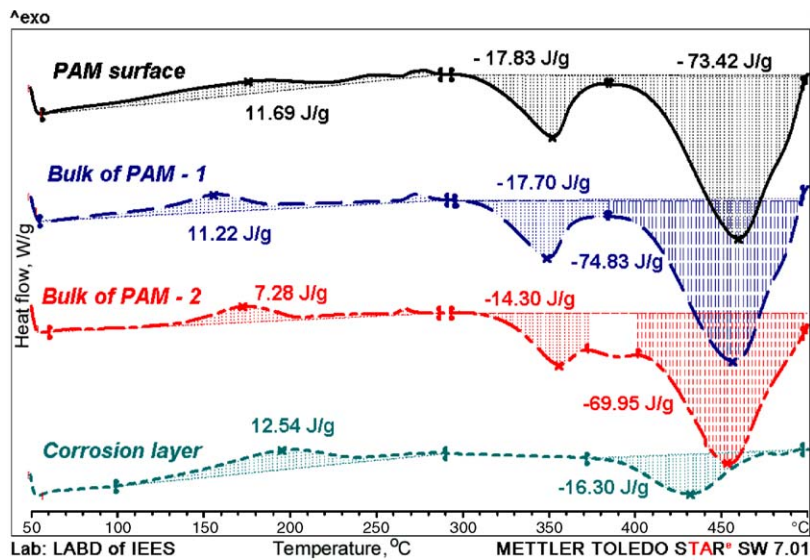 ^exo
PAM surface
- 17.83 J/g
-73.42 J/g
11.69 J/g
Bulk of PAM - 1
-17.70 J/g
11.22 J/g
-74.83 J/g
Bulk of PAM - 2
7.28 J/g
-14.30 J/g
-69.95 J/g
Corrosion layer
12.54 J/g
-16.30 J/g
Heat flow, W/g
50 100 150 200 250 300 350 400 450 °C
Lab: LABD of IEES Temperature, °C METTLER TOLEDO STARe SW 7.01